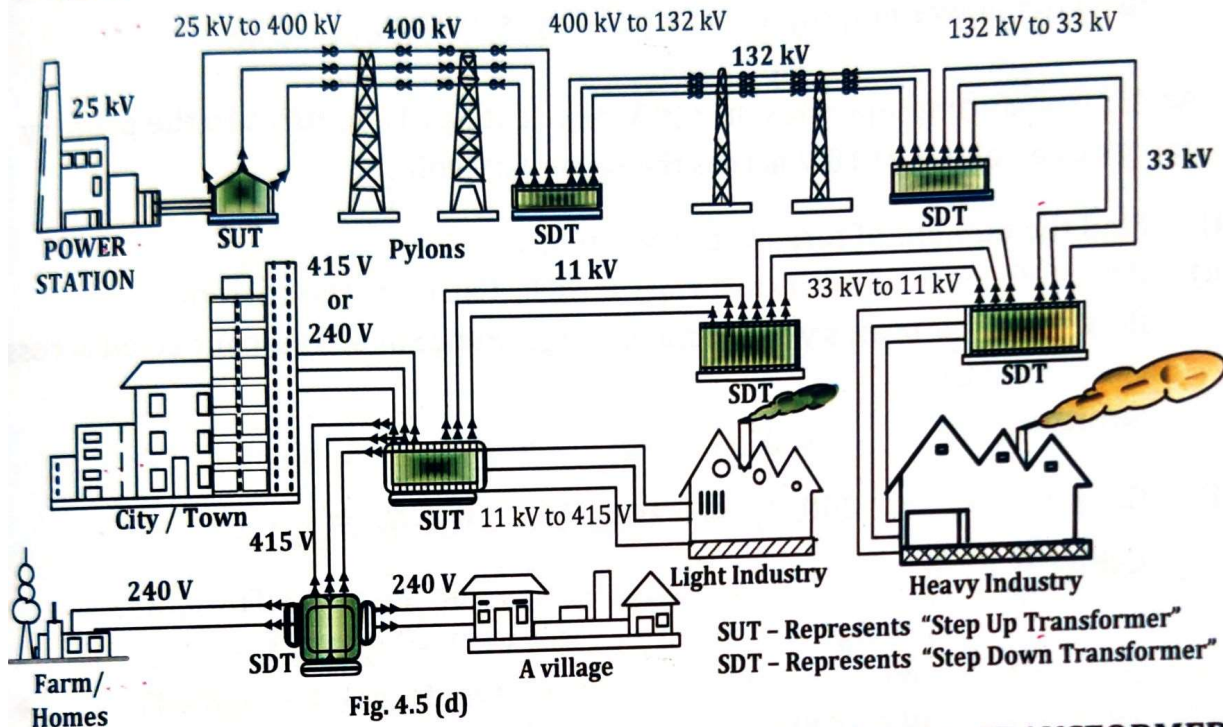 25 kV to 400 kV
400 kV
400 kV to 132 kV
132 kV
132 kV to 33 kV
25 kV
33 kV
POWER
STATION
SUT
Pylons
SDT
SDT
415 V
or
240 V
11 kV
33 kV to 11 kV
SDT
SDT
City / Town
SUT
11 kV to 415 V
415 V
Light Industry
Heavy Industry
240 V
240 V
SDT
A village
SUT – Represents "Step Up Transformer"
SDT – Represents "Step Down Transformer"
Farm/
Homes
Fig. 4.5 (d)
TRANSFORMER